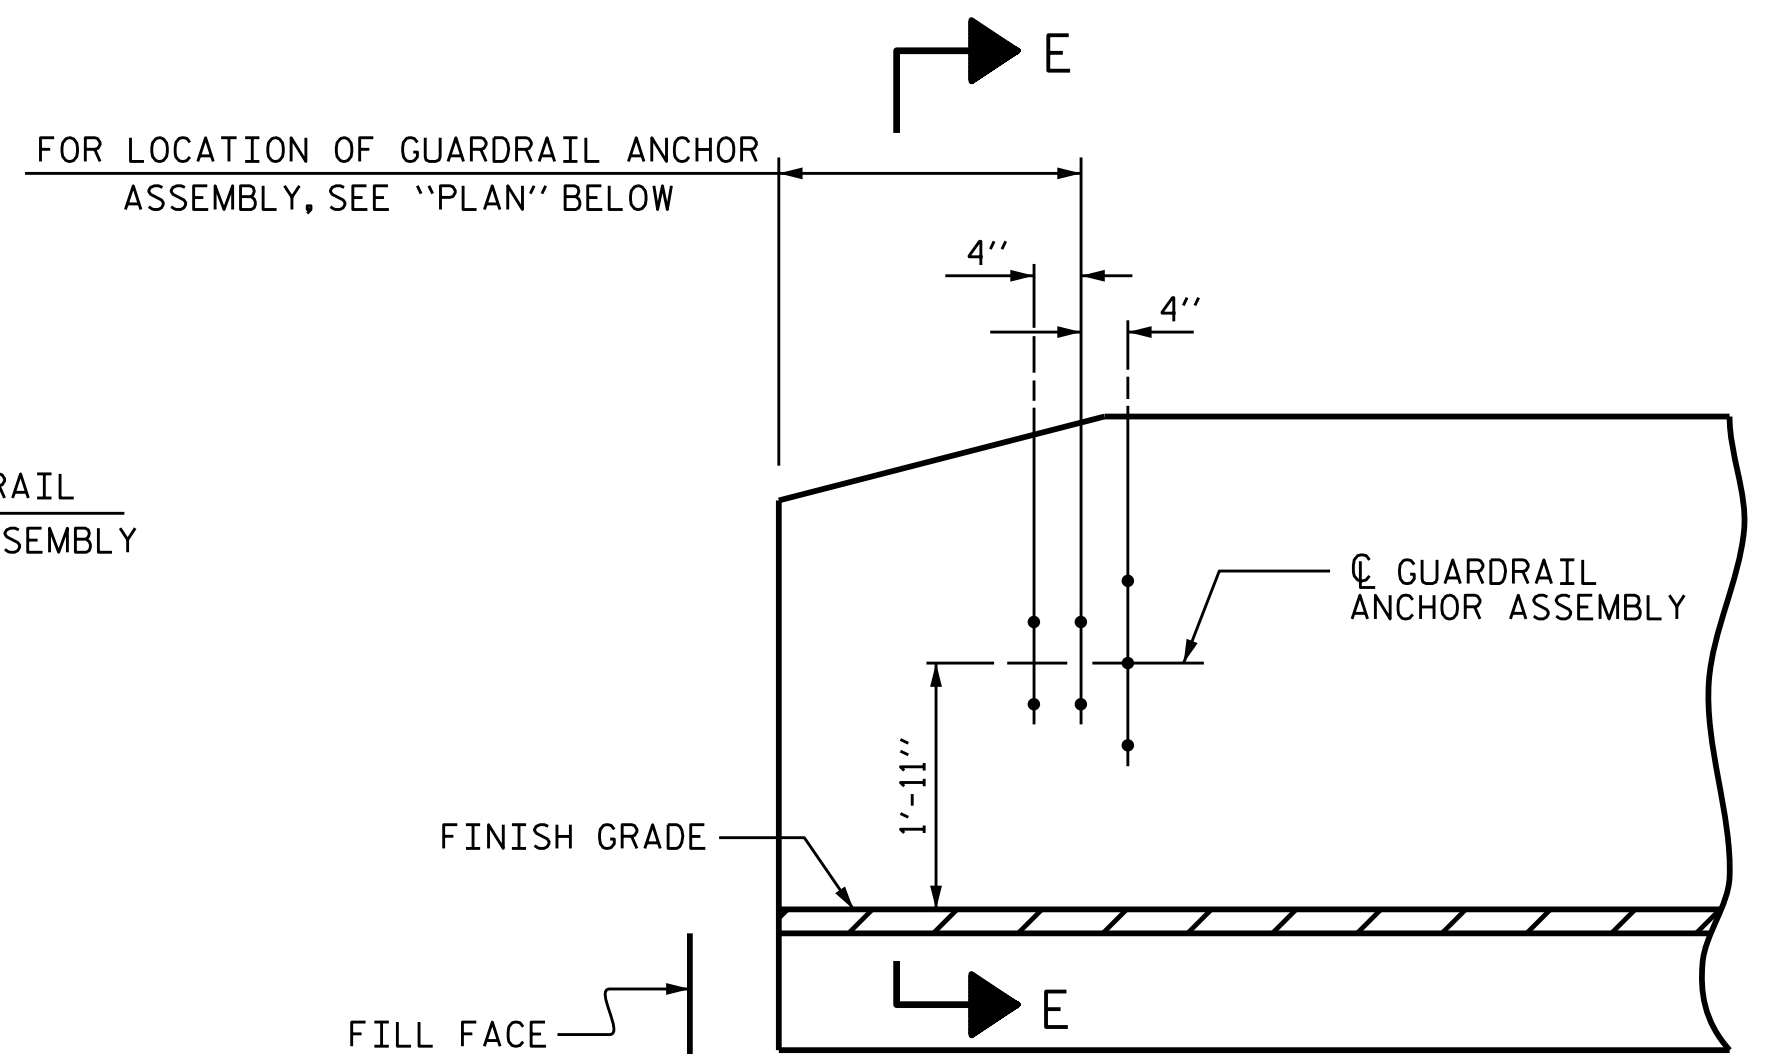 E
FOR LOCATION OF GUARDRAIL ANCHOR
ASSEMBLY, SEE "PLAN" BELOW
4"
4"
RAIL
SEMBLY
℄ GUARDRAIL
ANCHOR ASSEMBLY
1'-11"
FINISH GRADE
E
FILL FACE